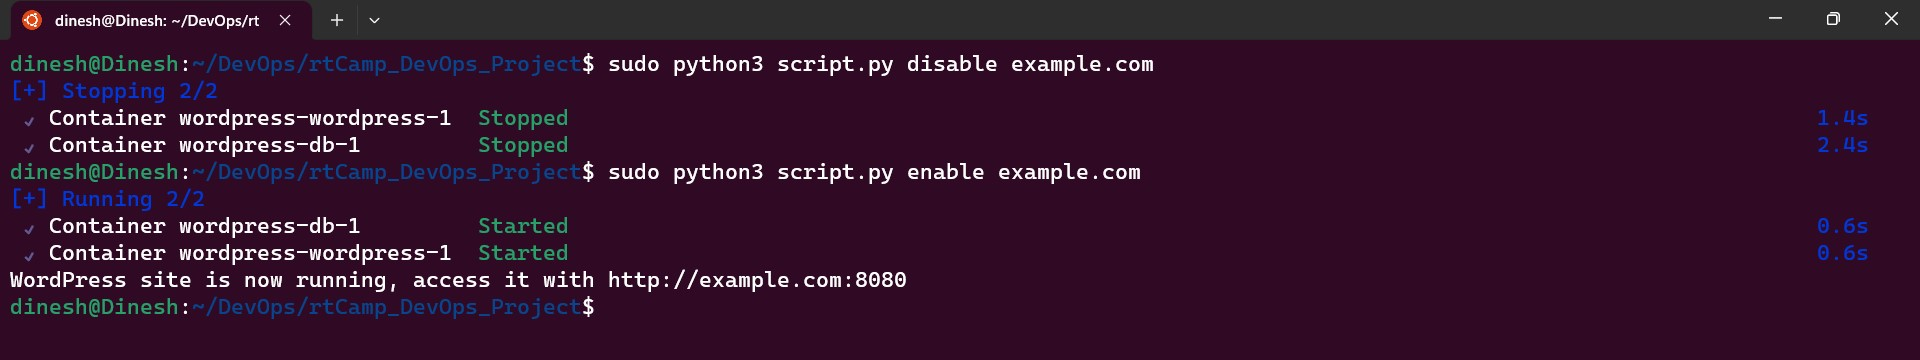 dinesh@Dinesh: ~/DevOps/rt
dinesh@Dinesh:~/DevOps/rtCamp_DevOps_Project$ sudo python3 script.py disable example.com
[+] Stopping 2/2
✓ Container wordpress-wordpress-1  Stopped 1.4s
✓ Container wordpress-db-1         Stopped 2.4s
dinesh@Dinesh:~/DevOps/rtCamp_DevOps_Project$ sudo python3 script.py enable example.com
[+] Running 2/2
✓ Container wordpress-db-1         Started 0.6s
✓ Container wordpress-wordpress-1  Started 0.6s
WordPress site is now running, access it with http://example.com:8080
dinesh@Dinesh:~/DevOps/rtCamp_DevOps_Project$